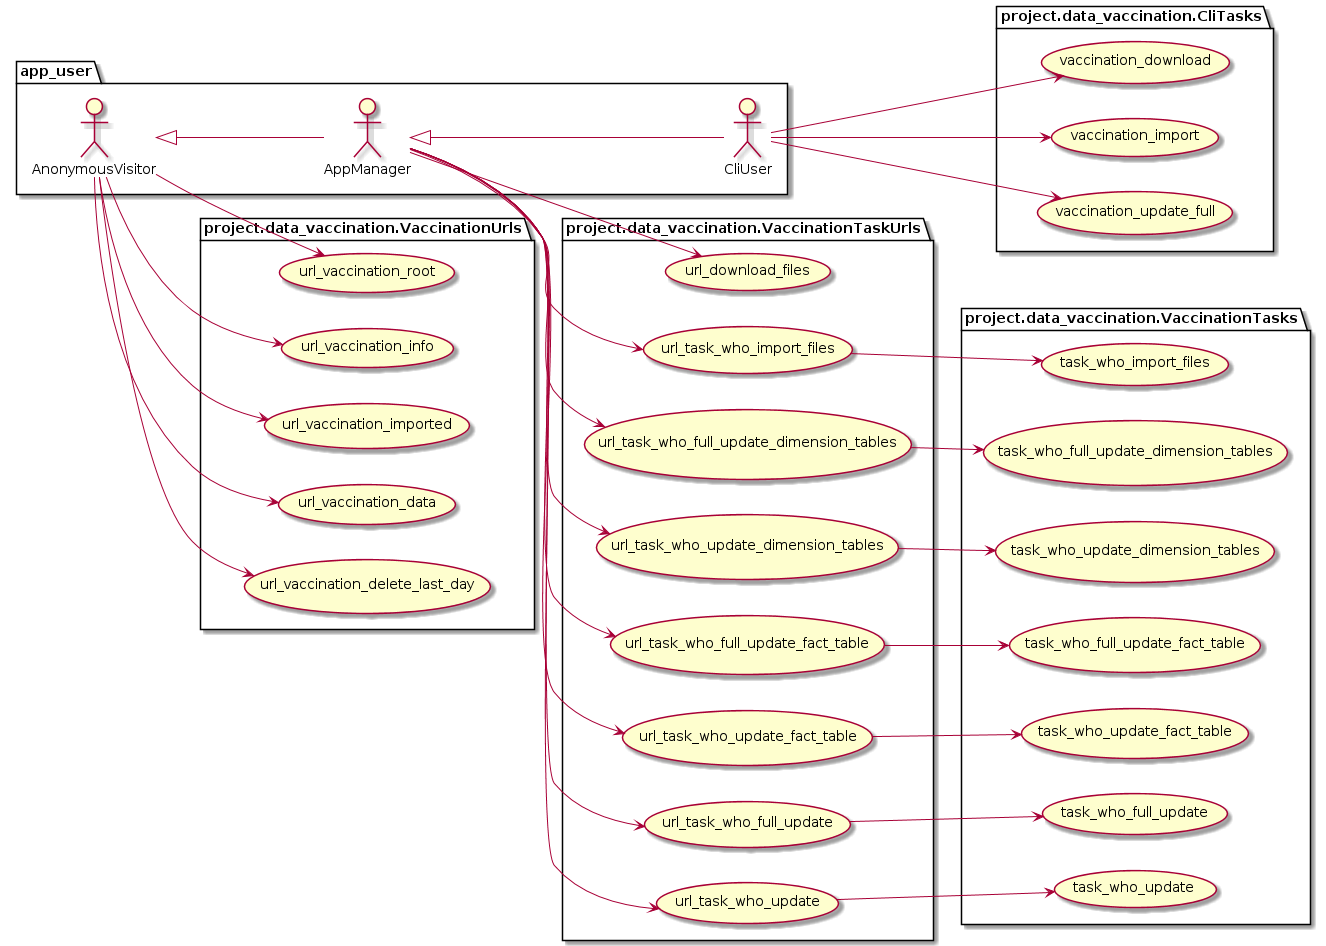 project.data_vaccination.CliTasks
vaccination_download
vaccination_import
vaccination_update_full
app_user
AnonymousVisitor
AppManager
CliUser
project.data_vaccination.VaccinationUrls
url_vaccination_root
url_vaccination_info
url_vaccination_imported
url_vaccination_data
url_vaccination_delete_last_day
project.data_vaccination.VaccinationTaskUrls
url_download_files
url_task_who_import_files
url_task_who_full_update_dimension_tables
url_task_who_update_dimension_tables
url_task_who_full_update_fact_table
url_task_who_update_fact_table
url_task_who_full_update
url_task_who_update
project.data_vaccination.VaccinationTasks
task_who_import_files
task_who_full_update_dimension_tables
task_who_update_dimension_tables
task_who_full_update_fact_table
task_who_update_fact_table
task_who_full_update
task_who_update